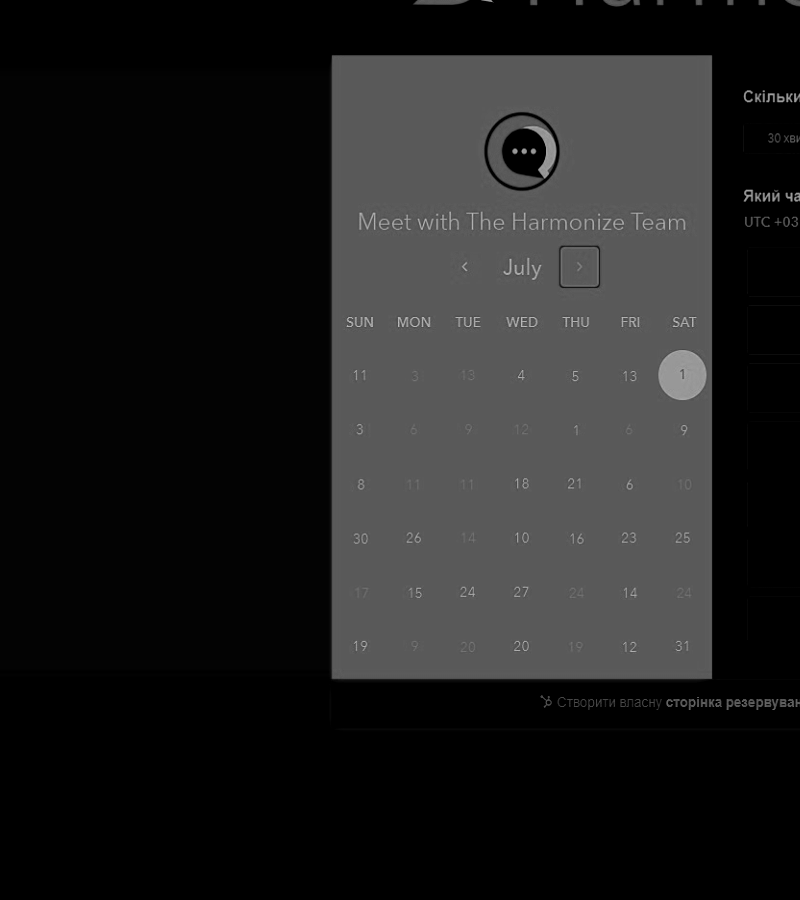 Скільки
30 хви
Meet with The Harmonize Team
Який ча
UTC +03
July
SUN MON TUE WED THU FRI SAT
11 3 13 4 5 13 1
3 6 9 12 1 6 9
8 11 11 18 21 6 10
30 26 14 10 16 23 25
17 15 24 27 24 14 24
19 9 20 20 19 12 31
Створити власну сторінка резервуван